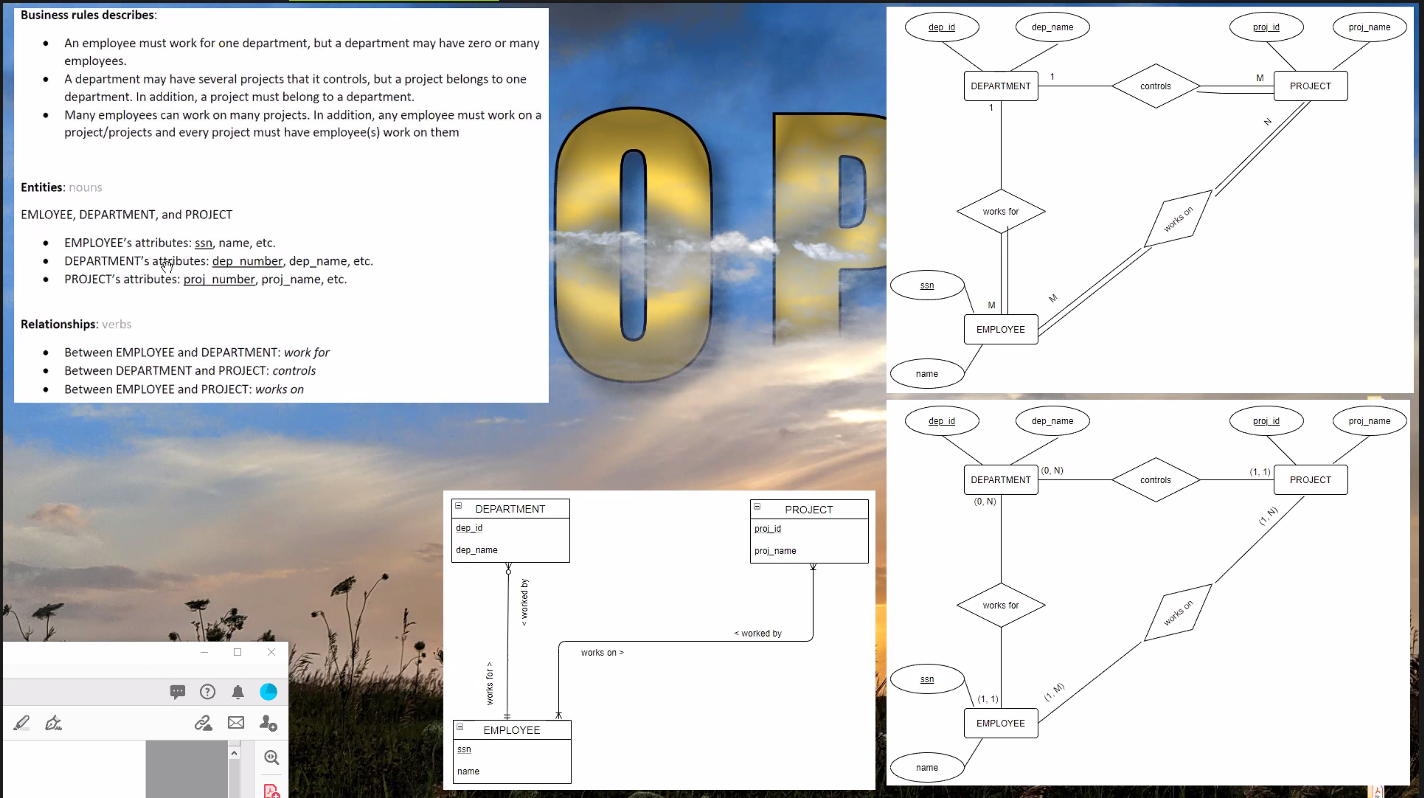 Business rules describes:
• An employee must work for one department, but a department may have zero or many
employees.
• A department may have several projects that it controls, but a project belongs to one
department. In addition, a project must belong to a department.
• Many employees can work on many projects. In addition, any employee must work on a
project/projects and every project must have employee(s) work on them
Entities: nouns
EMLOYEE, DEPARTMENT, and PROJECT
• EMPLOYEE's attributes: ssn, name, etc.
• DEPARTMENT's attributes: dep_number, dep_name, etc.
• PROJECT's attributes: proj_number, proj_name, etc.
Relationships: verbs
• Between EMPLOYEE and DEPARTMENT: work for
• Between DEPARTMENT and PROJECT: controls
• Between EMPLOYEE and PROJECT: works on
OP
dep_id
dep_name
proj_id
proj_name
DEPARTMENT
1
controls
M
PROJECT
1
N
works for
works on
ssn
M
M
EMPLOYEE
name
dep_id
dep_name
proj_id
proj_name
DEPARTMENT
(0, N)
controls
(1, 1)
PROJECT
(0, N)
(1, N)
works for
works on
ssn
(1, 1)
(1, M)
EMPLOYEE
name
DEPARTMENT
dep_id
dep_name
PROJECT
proj_id
proj_name
< worked by
< worked by
works on >
works for >
EMPLOYEE
ssn
name